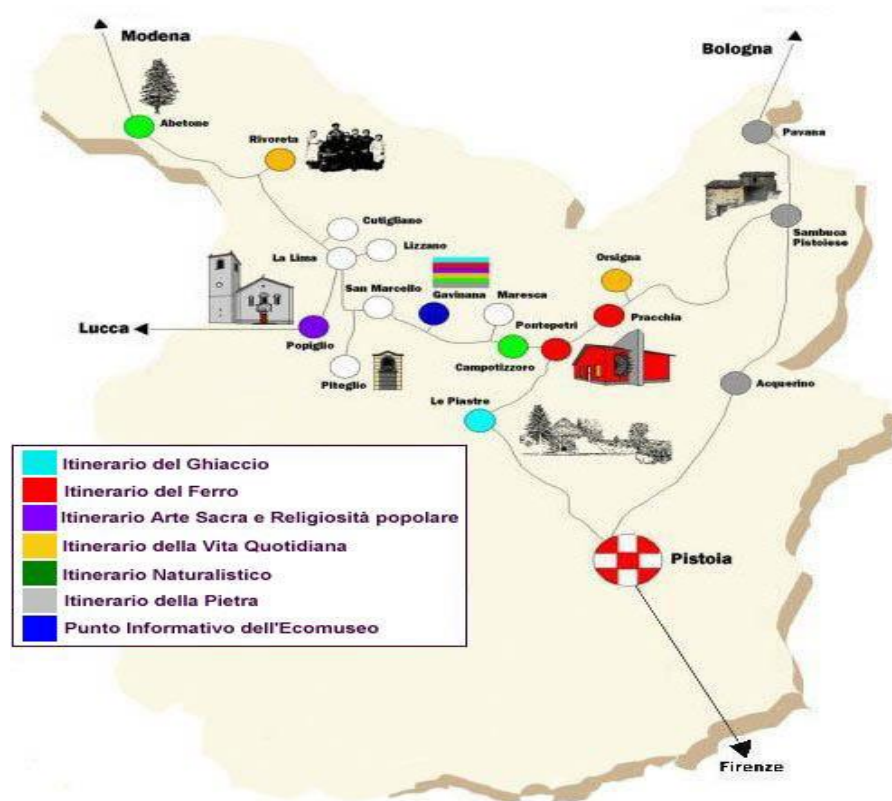 Modena
Bologna
Abetone
Pavana
Rivoreta
Cutigliano
Sambuca
Pistoiese
Lizzano
La Lima
Orsigna
San Marcello
Gavinana
Maresca
Pracchia
Lucca
Pontepetri
Popiglio
Campotizzoro
Piteglio
Acquerino
Le Piastre
Itinerario del Ghiaccio
Itinerario del Ferro
Itinerario Arte Sacra e Religiosità popolare
Itinerario della Vita Quotidiana
Itinerario Naturalistico
Itinerario della Pietra
Punto Informativo dell'Ecomuseo
Pistoia
Firenze